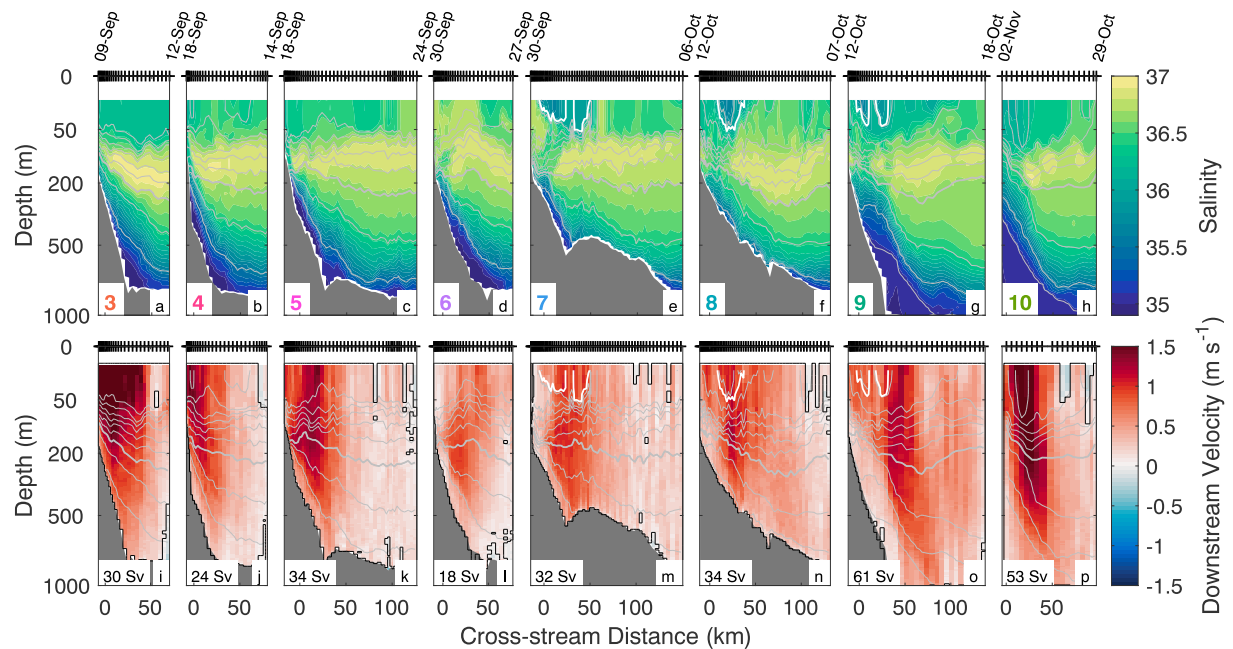 09-Sep 12-Sep 18-Sep 14-Sep 18-Sep 24-Sep 27-Sep 30-Sep 06-Oct 12-Oct 07-Oct 12-Oct 18-Oct 02-Nov 29-Oct
0
50
200
500
1000
Depth (m)
3 a 4 b 5 c 6 d 7 e 8 f 9 g 10 h
37
36.5
36
35.5
35
Salinity
0
50
200
500
1000
Depth (m)
30 Sv i 24 Sv j 34 Sv k 18 Sv l 32 Sv m 34 Sv n 61 Sv o 53 Sv p
1.5
1
0.5
0
-0.5
-1
-1.5
Downstream Velocity (m s-1)
0 50 0 50 0 50 100 0 50 0 50 100 0 50 100 0 50 100 0 50
Cross-stream Distance (km)